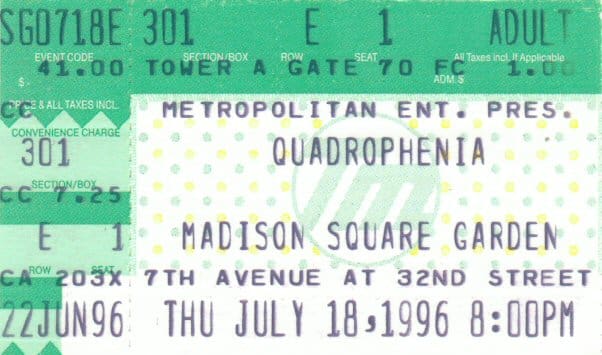 SG0718E 301 E 1 ADULT
EVENT CODE SECTION/BOX ROW SEAT All Taxes incl. If Applicable
$ 41.00 TOWER A GATE 70 FC ADM.$ 1.00
PRICE & ALL TAXES INCL.
CC METROPOLITAN ENT. PRES.
CONVENIENCE CHARGE
301 QUADROPHENIA
SECTION/BOX
CC 7.25
E 1 MADISON SQUARE GARDEN
ROW SEAT
CA 203X 7TH AVENUE AT 32ND STREET
22JUN96 THU JULY 18,1996 8:00PM